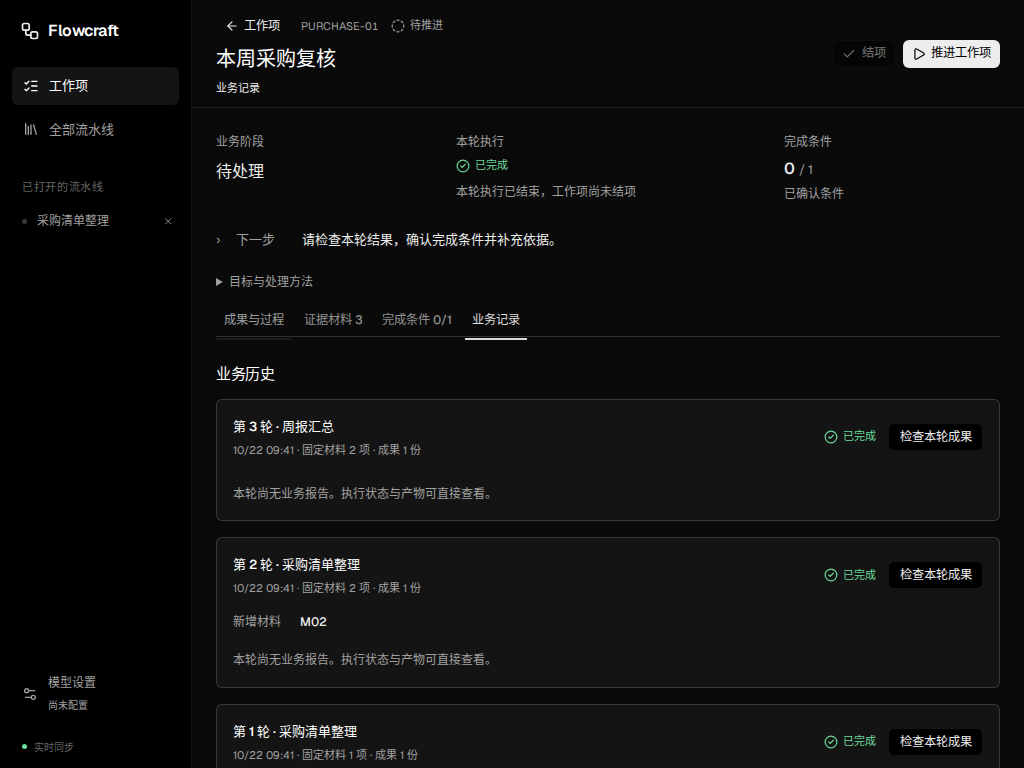 Flowcraft
工作项
全部流水线
已打开的流水线
采购清单整理
模型设置
尚未配置
实时同步
工作项 PURCHASE-01 待推进
本周采购复核
业务记录
结项
推进工作项
业务阶段
待处理
本轮执行
已完成
本轮执行已结束，工作项尚未结项
完成条件
0 / 1
已确认条件
下一步 请检查本轮结果，确认完成条件并补充依据。
目标与处理方法
成果与过程 证据材料 3 完成条件 0/1 业务记录
业务历史
第 3 轮 · 周报汇总
10/22 09:41 · 固定材料 2 项 · 成果 1 份
已完成 检查本轮成果
本轮尚无业务报告。执行状态与产物可直接查看。
第 2 轮 · 采购清单整理
10/22 09:41 · 固定材料 2 项 · 成果 1 份
已完成 检查本轮成果
新增材料 M02
本轮尚无业务报告。执行状态与产物可直接查看。
第 1 轮 · 采购清单整理
10/22 09:41 · 固定材料 1 项 · 成果 1 份
已完成 检查本轮成果